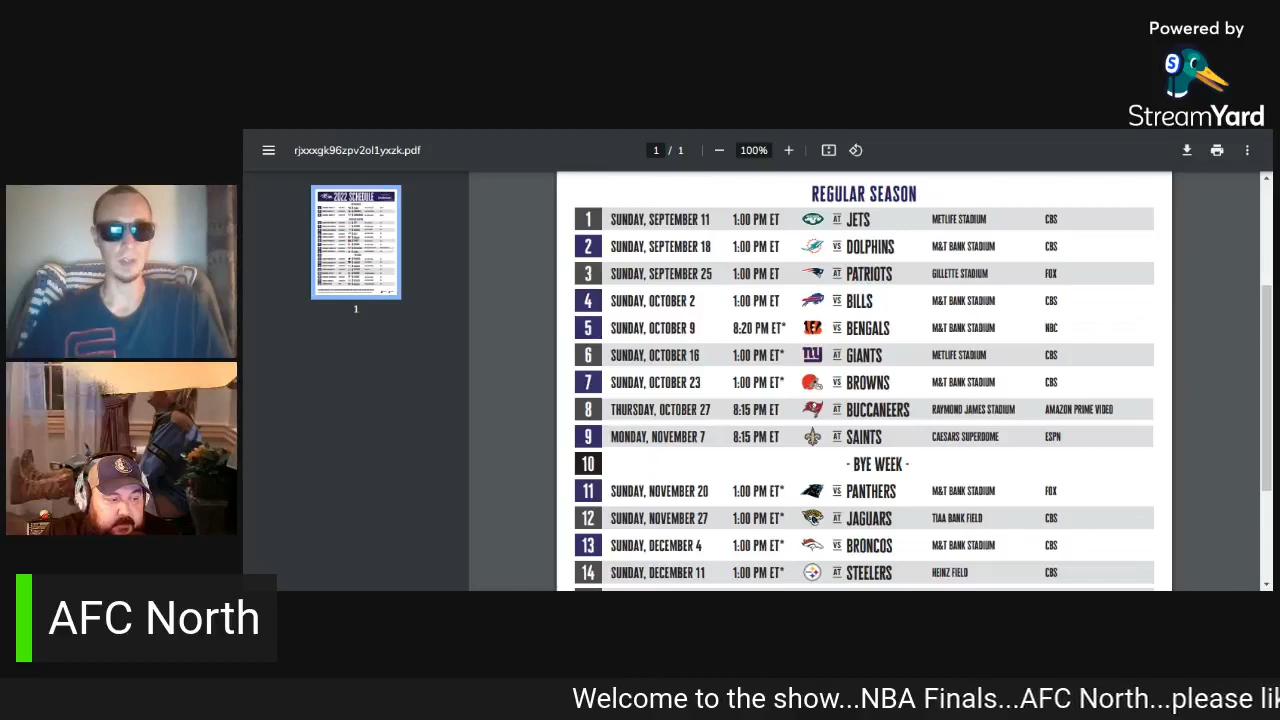 Powered by
StreamYard
rjxxxgk96zpv2ol1yxzk.pdf
1 / 1
100%
2022 SCHEDULE
1
REGULAR SEASON
1 SUNDAY, SEPTEMBER 11 1:00 PM ET AT JETS METLIFE STADIUM CBS
2 SUNDAY, SEPTEMBER 18 1:00 PM ET VS DOLPHINS M&T BANK STADIUM CBS
3 SUNDAY, SEPTEMBER 25 1:00 PM ET AT PATRIOTS GILLETTE STADIUM FOX
4 SUNDAY, OCTOBER 2 1:00 PM ET VS BILLS M&T BANK STADIUM CBS
5 SUNDAY, OCTOBER 9 8:20 PM ET* VS BENGALS M&T BANK STADIUM NBC
6 SUNDAY, OCTOBER 16 1:00 PM ET* NY AT GIANTS METLIFE STADIUM CBS
7 SUNDAY, OCTOBER 23 1:00 PM ET* VS BROWNS M&T BANK STADIUM CBS
8 THURSDAY, OCTOBER 27 8:15 PM ET AT BUCCANEERS RAYMOND JAMES STADIUM AMAZON PRIME VIDEO
9 MONDAY, NOVEMBER 7 8:15 PM ET AT SAINTS CAESARS SUPERDOME ESPN
10 - BYE WEEK -
11 SUNDAY, NOVEMBER 20 1:00 PM ET* VS PANTHERS M&T BANK STADIUM FOX
12 SUNDAY, NOVEMBER 27 1:00 PM ET* AT JAGUARS TIAA BANK FIELD CBS
13 SUNDAY, DECEMBER 4 1:00 PM ET* VS BRONCOS M&T BANK STADIUM CBS
14 SUNDAY, DECEMBER 11 1:00 PM ET* AT STEELERS HEINZ FIELD CBS
AFC North
Welcome to the show...NBA Finals...AFC North...please li